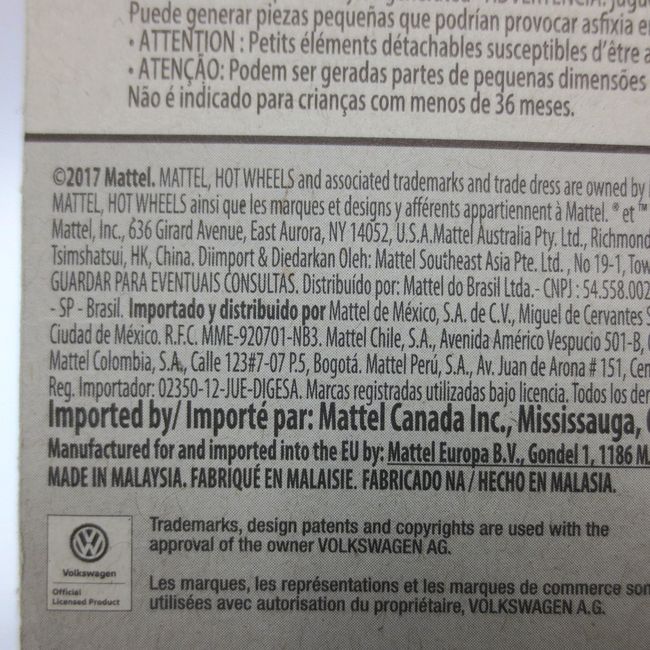 Puede generar piezas pequeñas que podrían provocar asfixia
• ATTENTION : Petits éléments détachables susceptibles d'être
• ATENÇÃO: Podem ser geradas partes de pequenas dimensões
Não é indicado para crianças com menos de 36 meses.
©2017 Mattel. MATTEL, HOT WHEELS and associated trademarks and trade dress are owned by
MATTEL, HOT WHEELS ainsi que les marques et designs y afférents appartiennent à Mattel. ® et ™
Mattel, Inc., 636 Girard Avenue, East Aurora, NY 14052, U.S.A.Mattel Australia Pty. Ltd., Richmond
Tsimshatsui, HK, China. Diimport & Diedarkan Oleh: Mattel Southeast Asia Pte. Ltd. , No 19-1,
GUARDAR PARA EVENTUAIS CONSULTAS. Distribuido por: Mattel do Brasil Ltda.- CNPJ : 54.558.002
- SP - Brasil. Importado y distribuido por Mattel de México, S.A. de C.V., Miguel de Cervantes
Ciudad de México. R.F.C. MME-920701-NB3. Mattel Chile, S.A., Avenida Américo Vespucio 501-B,
Mattel Colombia, S.A., Calle 123#7-07 P.5, Bogotá. Mattel Perú, S.A., Av. Juan de Arona # 151,
Reg. Importador: 02350-12-JUE-DIGESA. Marcas registradas utilizadas bajo licencia. Todos los
Imported by/ Importé par: Mattel Canada Inc., Mississauga,
Manufactured for and imported into the EU by: Mattel Europa B.V., Gondel 1, 1186
MADE IN MALAYSIA. FABRIQUÉ EN MALAISIE. FABRICADO NA / HECHO EN MALASIA.
Trademarks, design patents and copyrights are used with the
approval of the owner VOLKSWAGEN AG.
Volkswagen
Official
Licensed Product
Les marques, les représentations et les marques de commerce
utilisées avec autorisation du propriétaire, VOLKSWAGEN A.G.